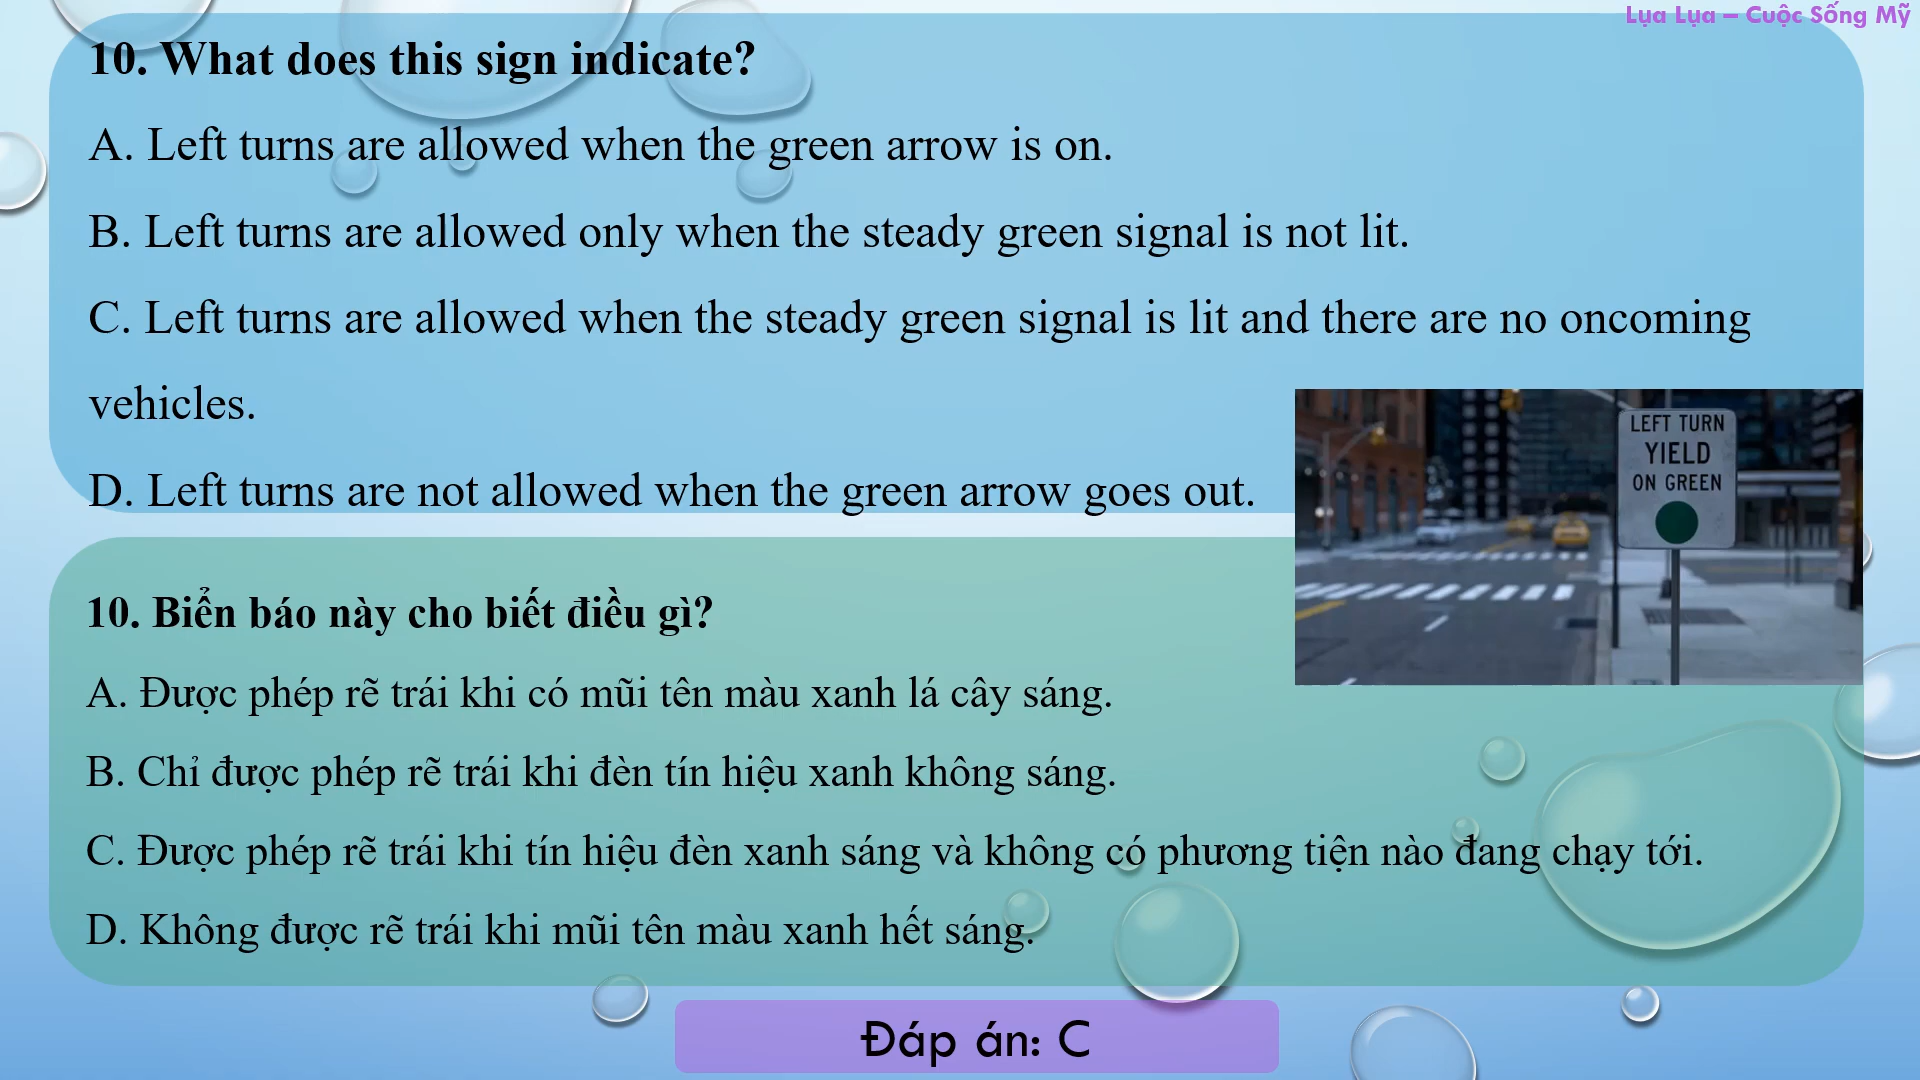 Lụa Lụa – Cuộc Sống Mỹ
10. What does this sign indicate?
A. Left turns are allowed when the green arrow is on.
B. Left turns are allowed only when the steady green signal is not lit.
C. Left turns are allowed when the steady green signal is lit and there are no oncoming
vehicles.
D. Left turns are not allowed when the green arrow goes out.
LEFT TURN
YIELD
ON GREEN
10. Biển báo này cho biết điều gì?
A. Được phép rẽ trái khi có mũi tên màu xanh lá cây sáng.
B. Chỉ được phép rẽ trái khi đèn tín hiệu xanh không sáng.
C. Được phép rẽ trái khi tín hiệu đèn xanh sáng và không có phương tiện nào đang chạy tới.
D. Không được rẽ trái khi mũi tên màu xanh hết sáng.
Đáp án: C